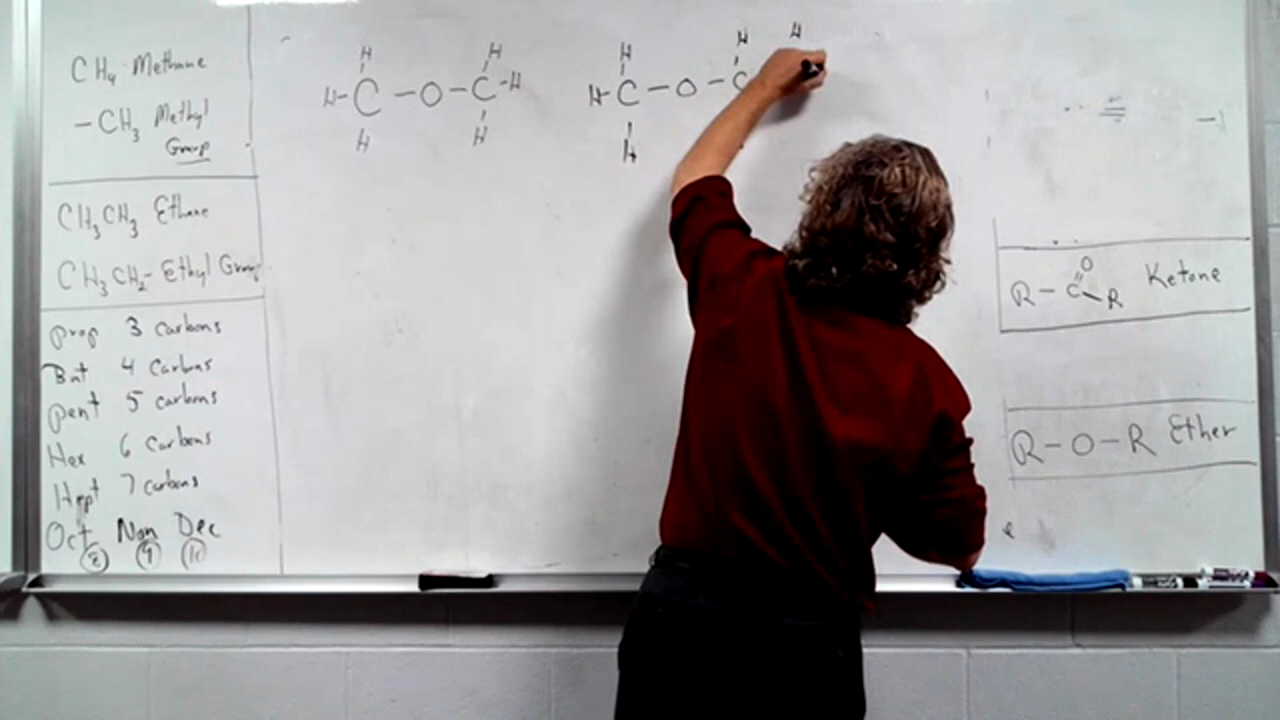 CH4 Methane
-CH3 Methyl
Group
CH3CH3 Ethane
CH3CH2- Ethyl Group
Prop 3 carbons
But 4 carbons
Pent 5 carbons
Hex 6 carbons
Hept 7 carbons
Oct Non Dec
8 9 10
H H
H-C-O-C-H
H H
H H H
H-C-O-C
H
O
R-C-R Ketone
R-O-R Ether